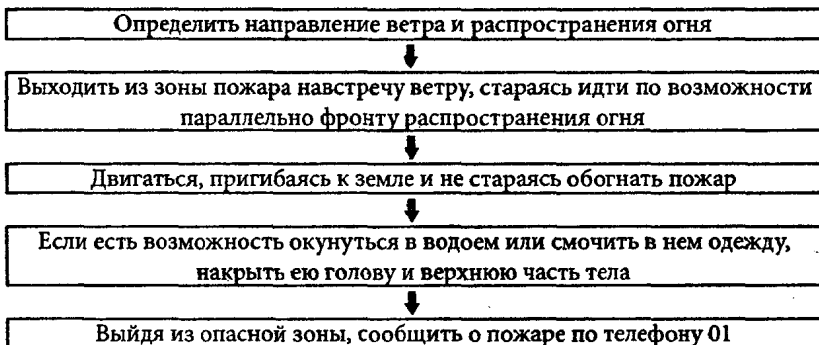 Определить направление ветра и распространения огня
Выходить из зоны пожара навстречу ветру, стараясь идти по возможности
параллельно фронту распространения огня
Двигаться, пригибаясь к земле и не стараясь обогнать пожар
Если есть возможность окунуться в водоем или смочить в нем одежду,
накрыть ею голову и верхнюю часть тела
Выйдя из опасной зоны, сообщить о пожаре по телефону 01